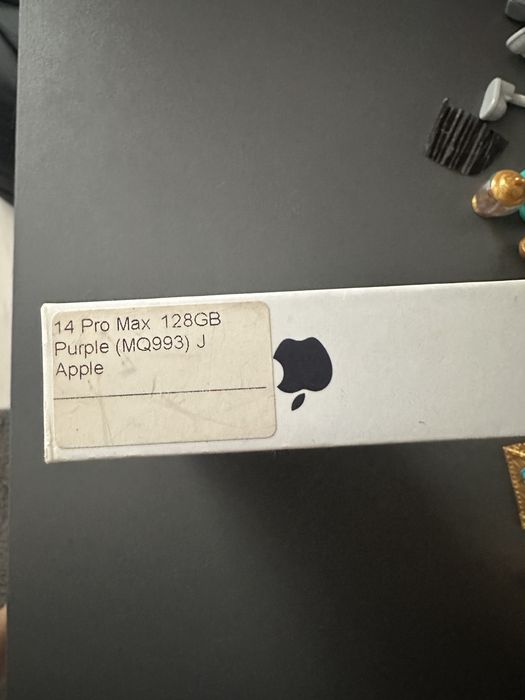 14 Pro Max 128GB
Purple (MQ993) J
Apple